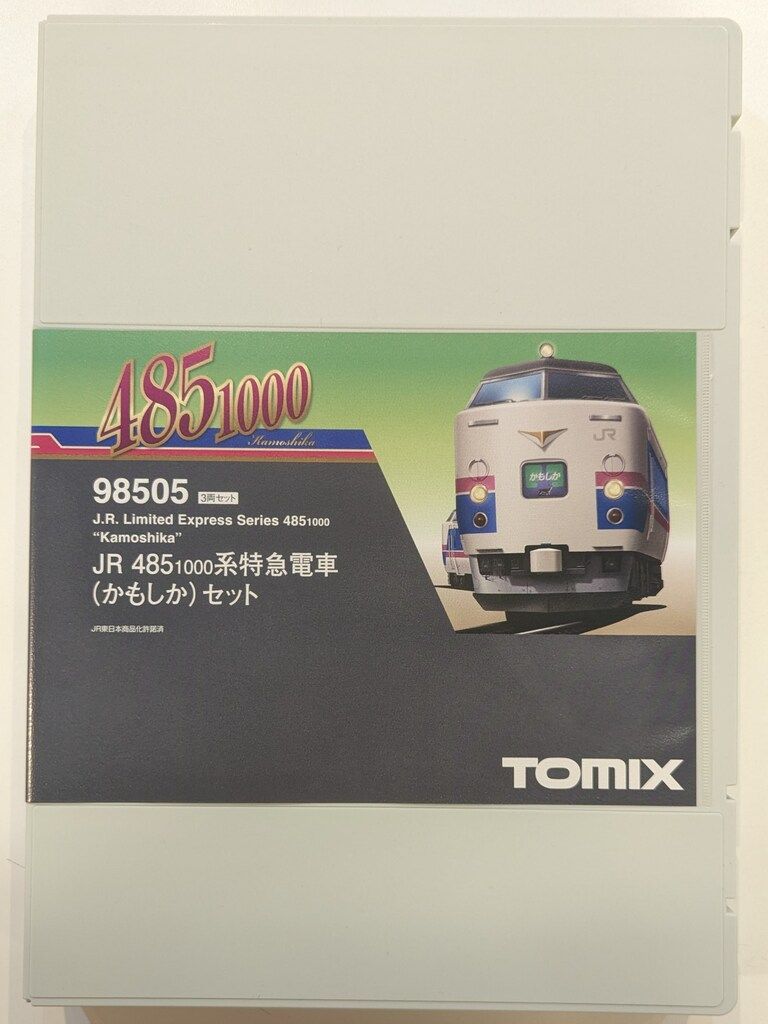 4851000
Kamoshika
JR
かもしか
98505 3両セット
J.R. Limited Express Series 4851000
“Kamoshika”
JR 4851000系特急電車
(かもしか)セット
JR東日本商品化許諾済
TOMIX